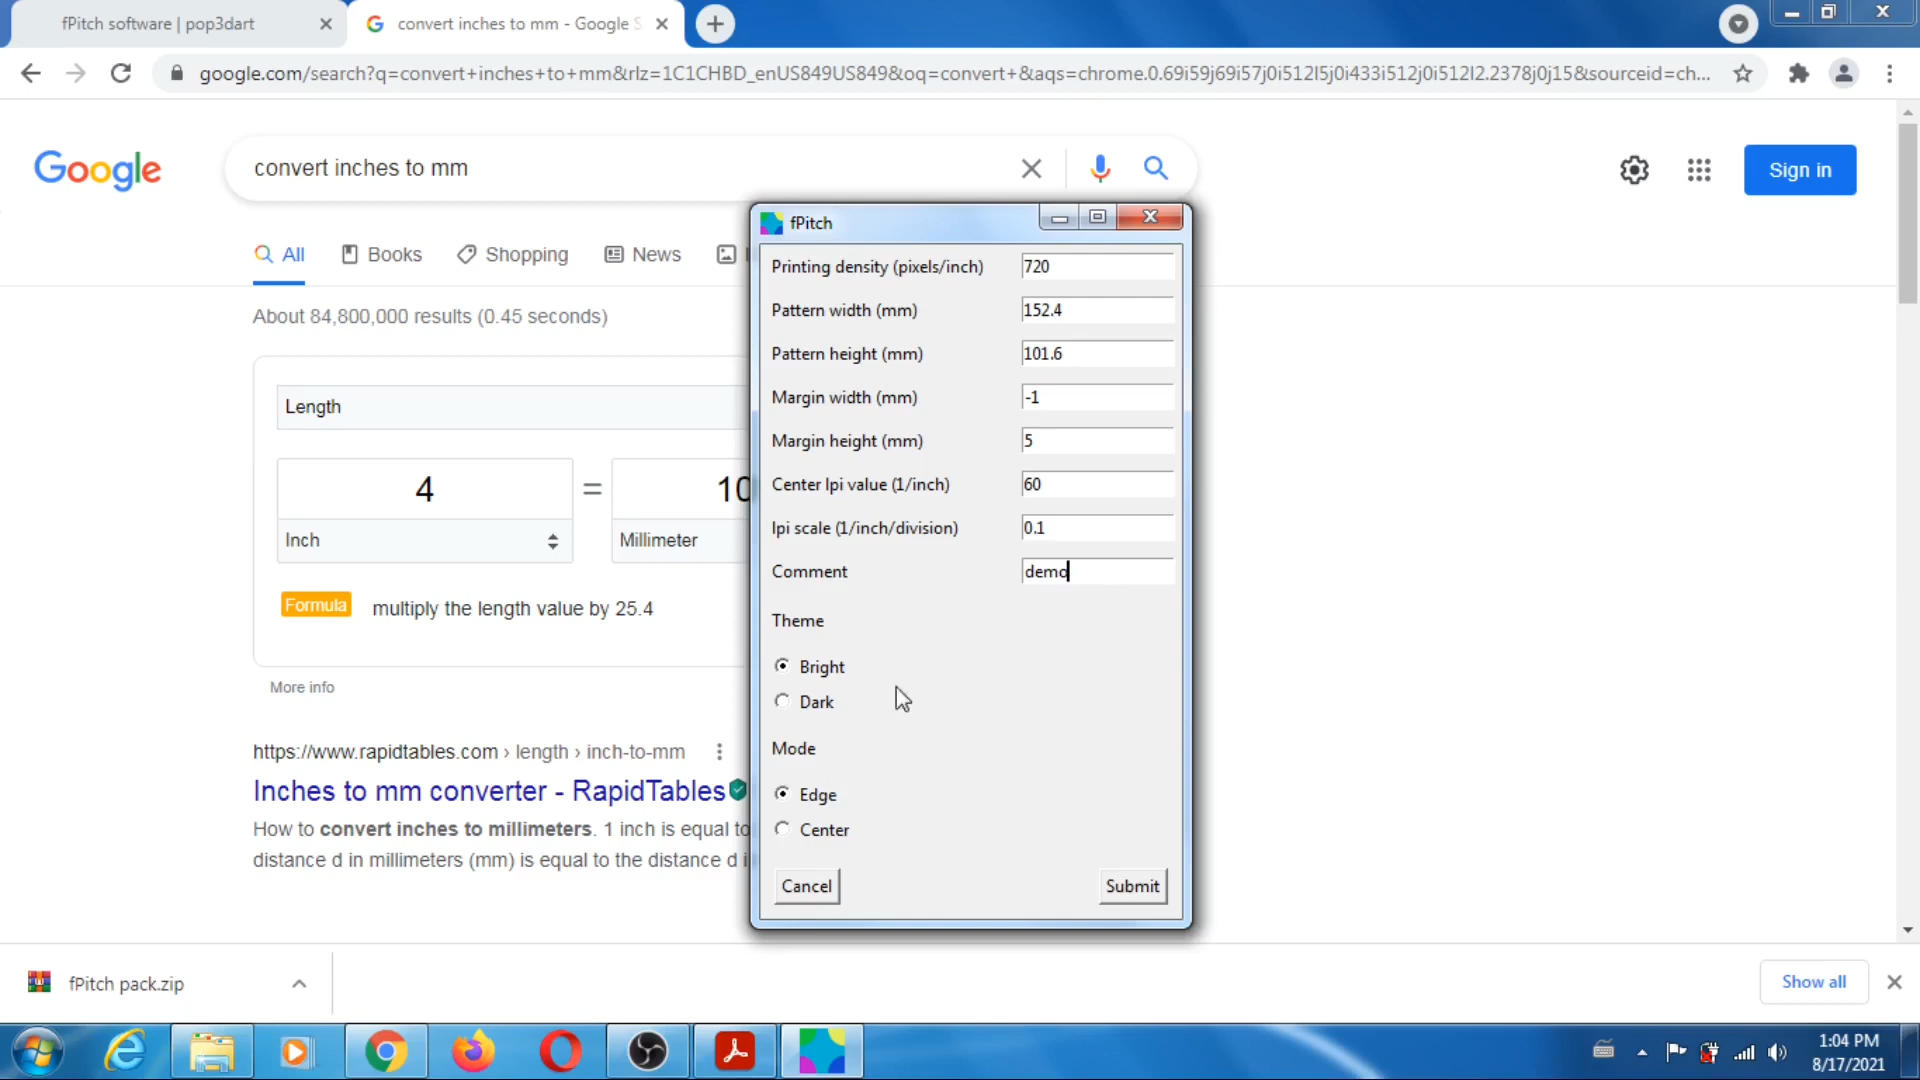 fPitch software | pop3dart
convert inches to mm - Google S
google.com/search?q=convert+inches+to+mm&rlz=1C1CHBD_enUS849US849&oq=convert+&aqs=chrome.0.69i59j69i57j0i512l5j0i433i512j0i512l2.2378j0j15&sourceid=ch...
Google
convert inches to mm
Sign in
All
Books
Shopping
News
About 84,800,000 results (0.45 seconds)
Length
4
=
10
Inch
Millimeter
Formula
multiply the length value by 25.4
More info
https://www.rapidtables.com › length › inch-to-mm
Inches to mm converter - RapidTables
How to convert inches to millimeters. 1 inch is equal to
distance d in millimeters (mm) is equal to the distance d i
fPitch
Printing density (pixels/inch) 720
Pattern width (mm) 152.4
Pattern height (mm) 101.6
Margin width (mm) -1
Margin height (mm) 5
Center lpi value (1/inch) 60
lpi scale (1/inch/division) 0.1
Comment demo
Theme
Bright
Dark
Mode
Edge
Center
Cancel
Submit
fPitch pack.zip
Show all
1:04 PM
8/17/2021